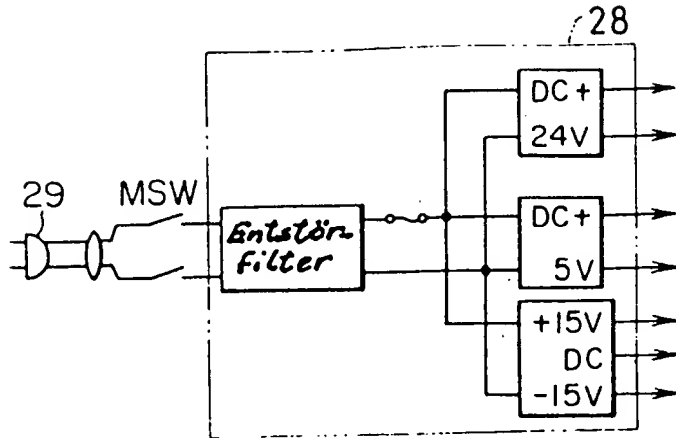 28
DC+
24V
29
MSW
Entstör-
filter
DC+
5V
+15V
DC
-15V